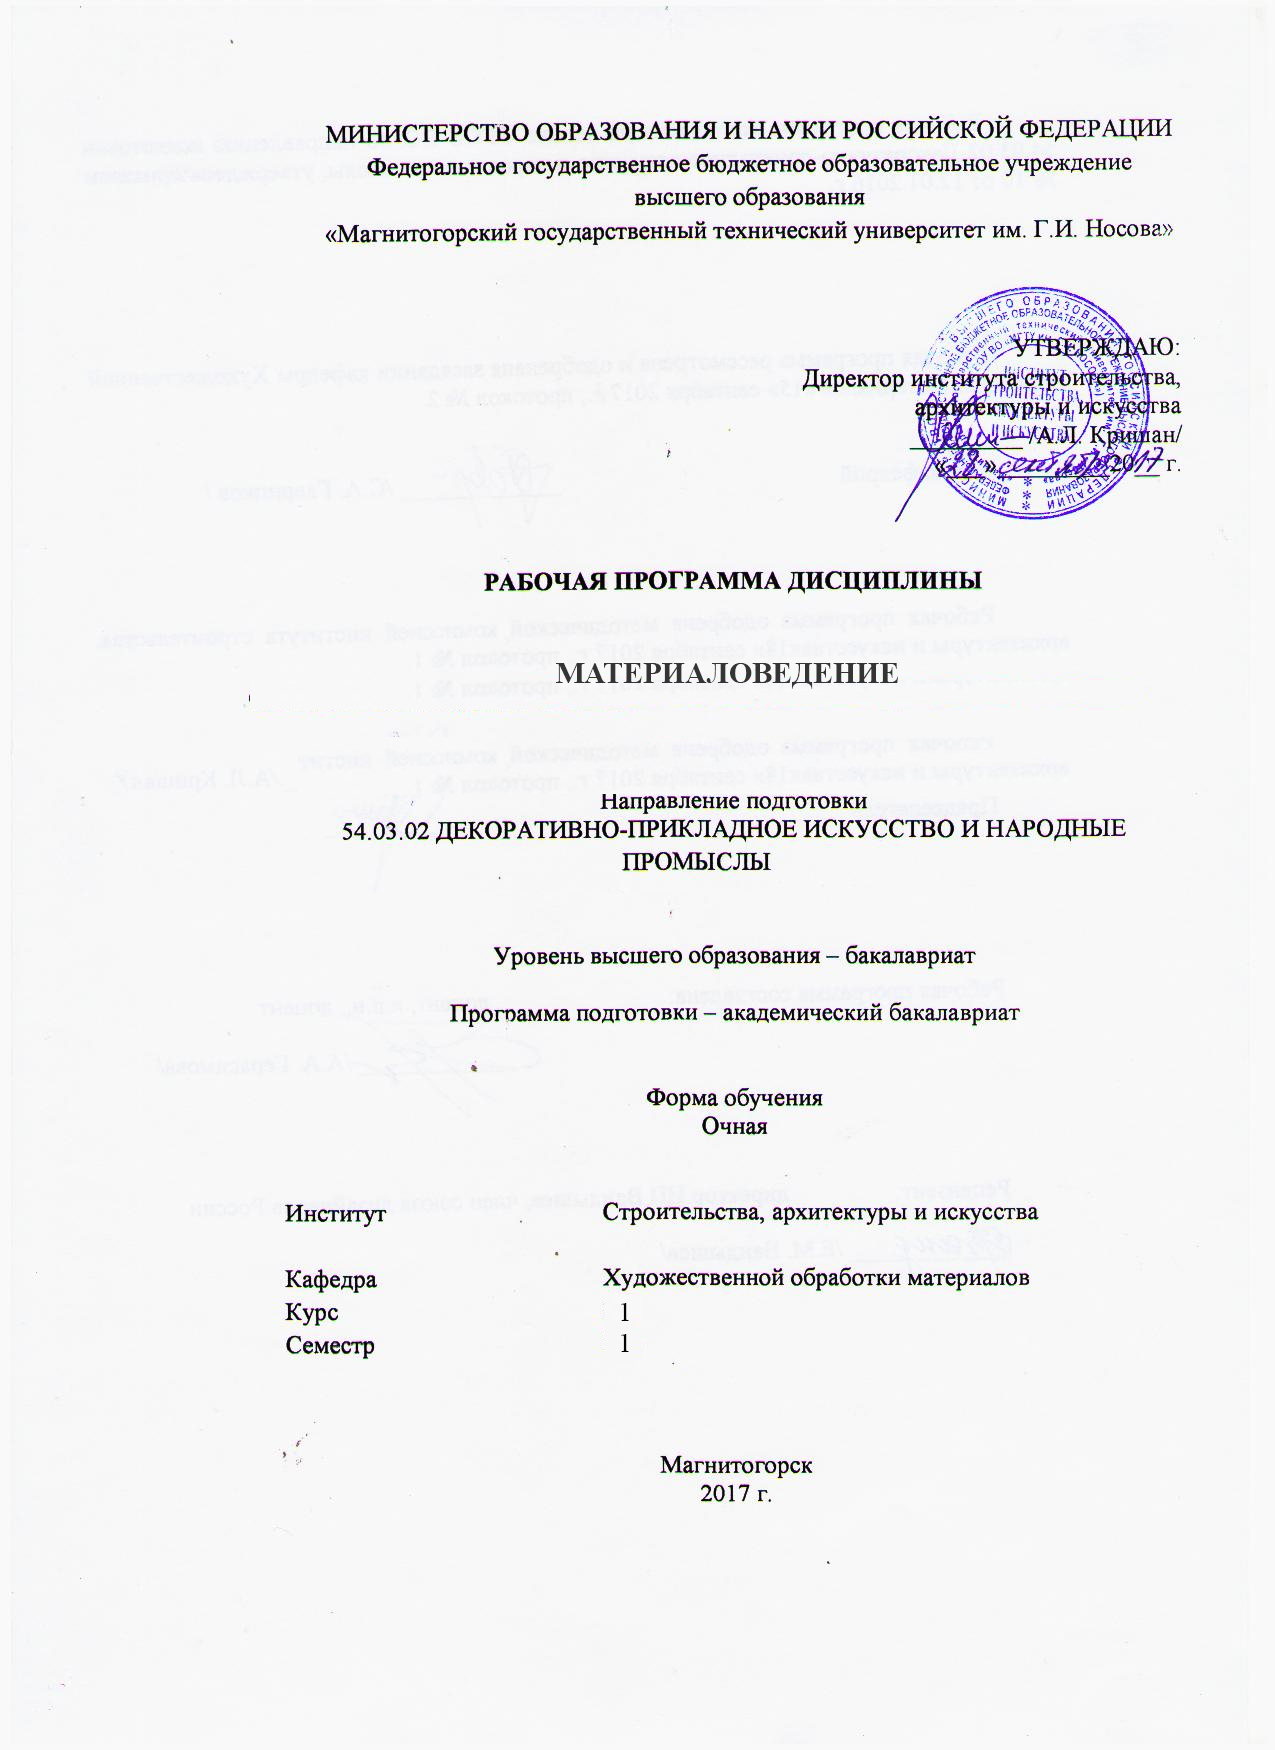 МИНИСТЕРСТВО ОБРАЗОВАНИЯ И НАУКИ РОССИЙСКОЙ ФЕДЕРАЦИИ
Федеральное государственное бюджетное образовательное учреждение
высшего образования
«Магнитогорский государственный технический университет им. Г.И. Носова»
УТВЕРЖДАЮ:
Директор института строительства,
архитектуры и искусства
/А.Л. Кришан/
« » сентября 2017 г.
РАБОЧАЯ ПРОГРАММА ДИСЦИПЛИНЫ
МАТЕРИАЛОВЕДЕНИЕ
Направление подготовки
54.03.02 ДЕКОРАТИВНО-ПРИКЛАДНОЕ ИСКУССТВО И НАРОДНЫЕ
ПРОМЫСЛЫ
Уровень высшего образования – бакалавриат
Программа подготовки – академический бакалавриат
Форма обучения
Очная
Институт Строительства, архитектуры и искусства
Кафедра Художественной обработки материалов
Курс 1
Семестр 1
Магнитогорск
2017 г.